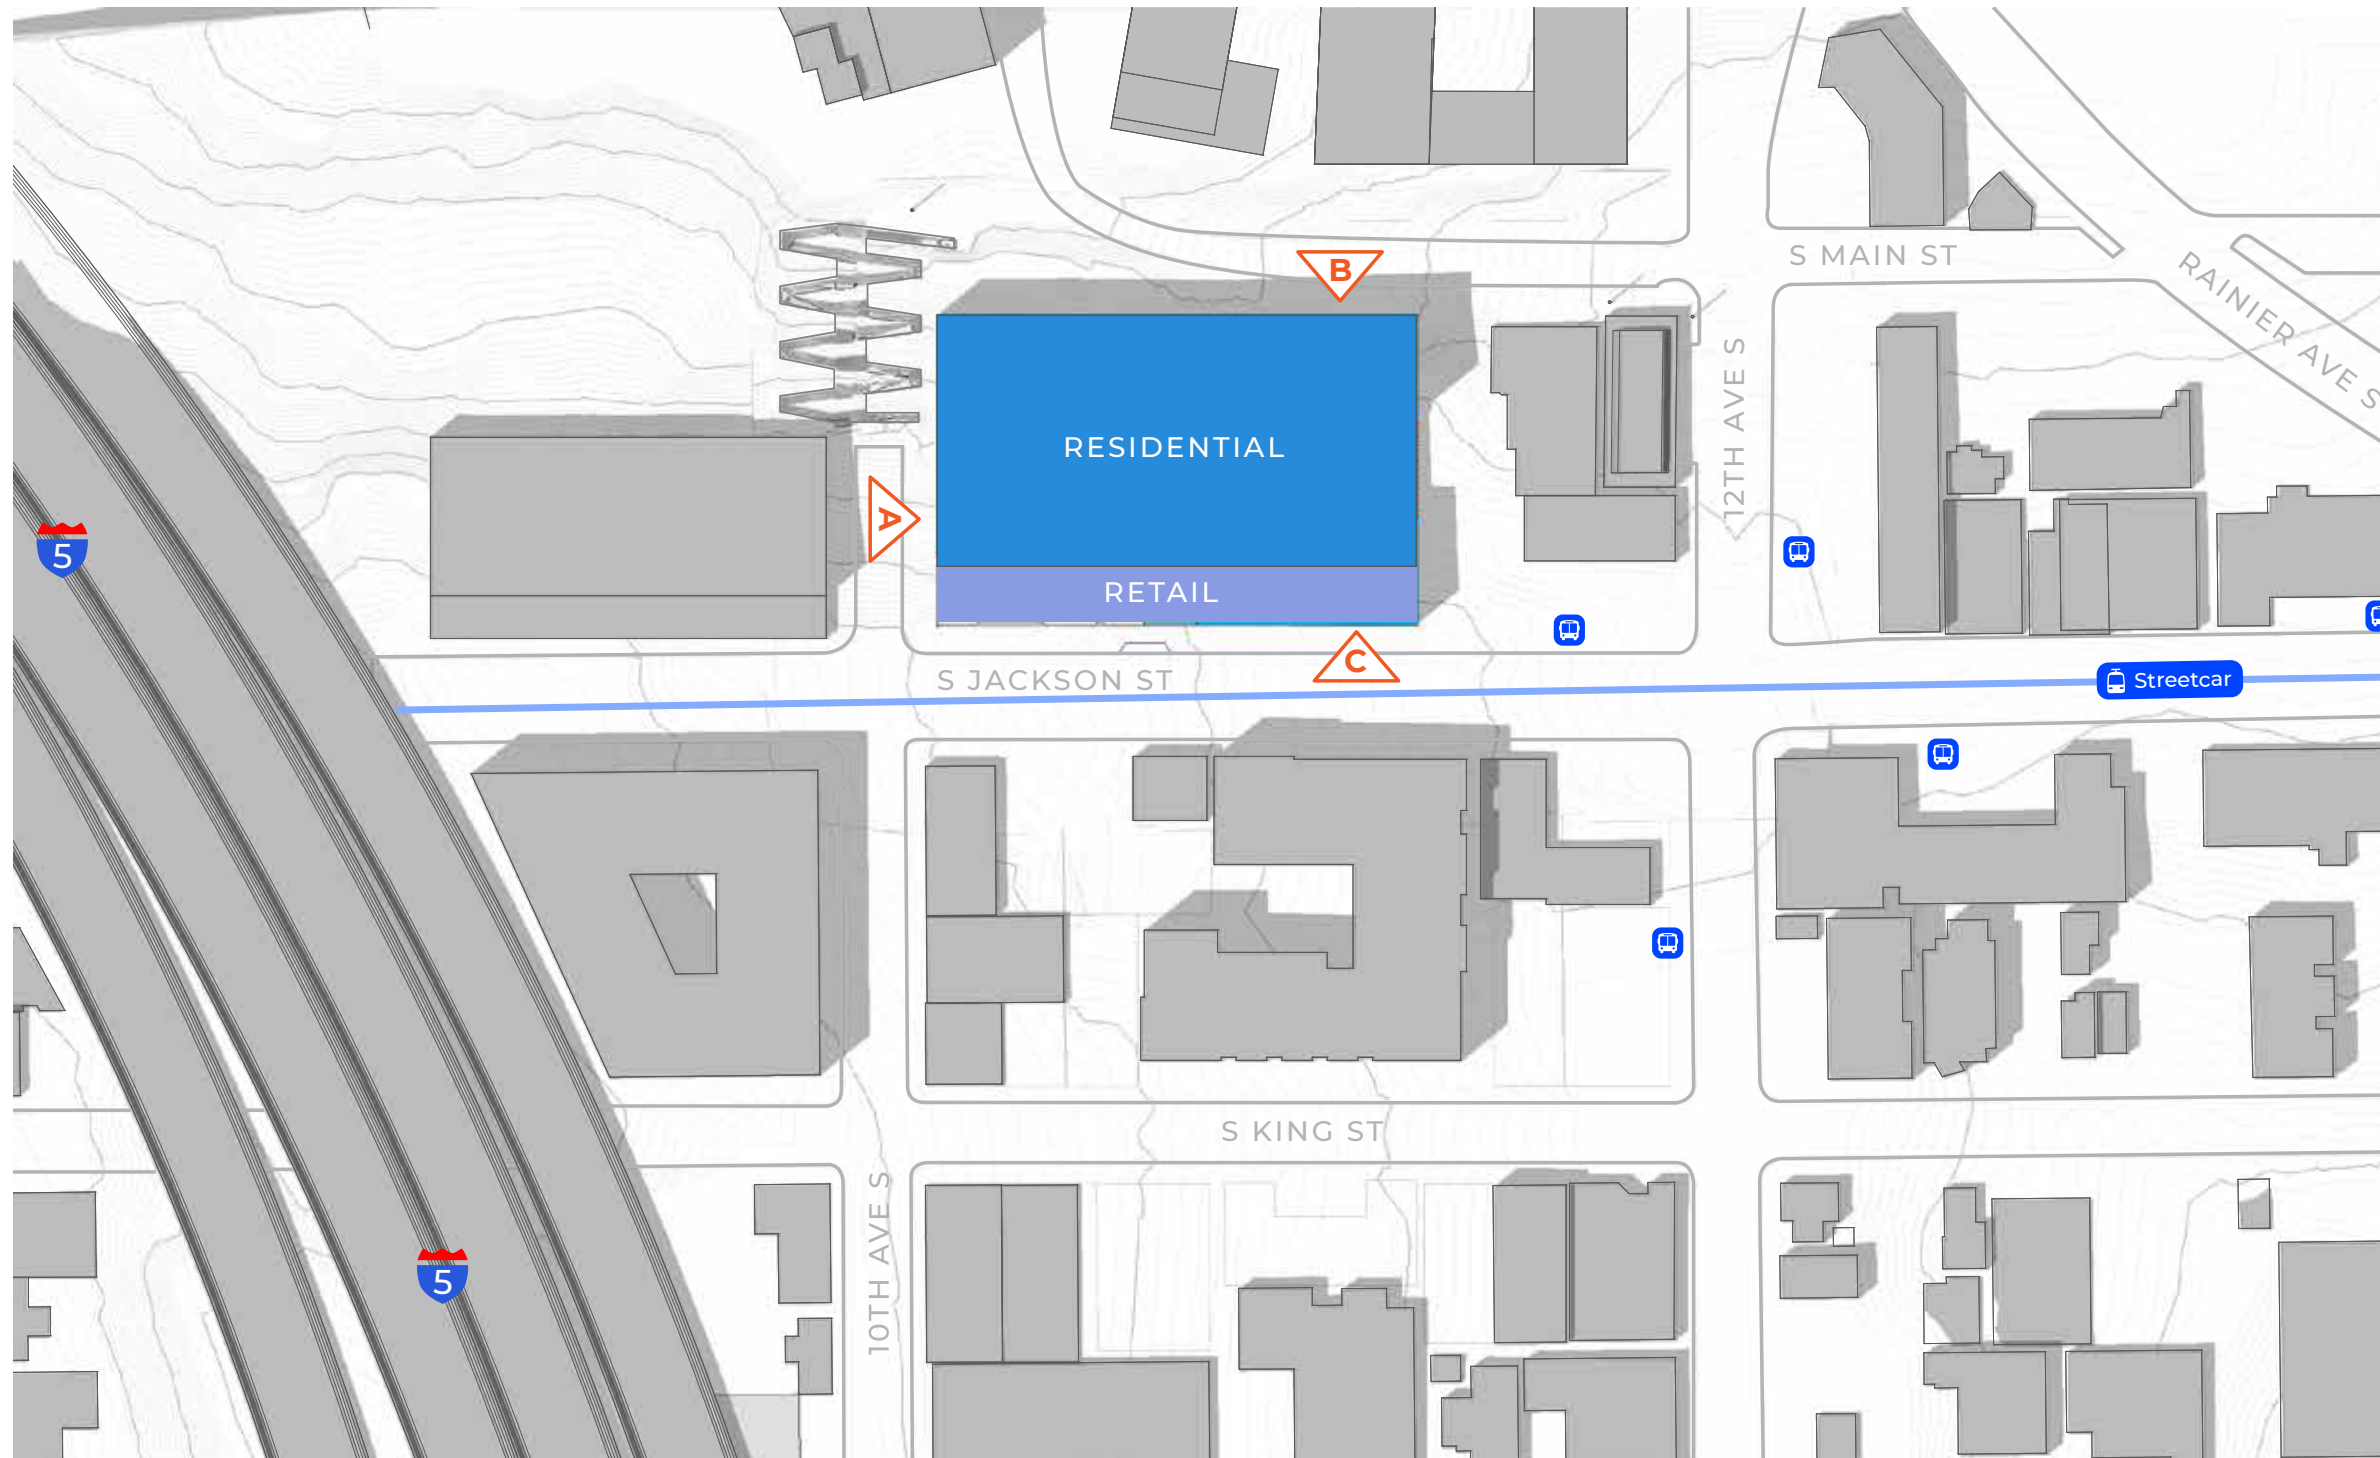 B
S MAIN ST
RAINIER AVE S
12TH AVE S
RESIDENTIAL
A
5
RETAIL
C
S JACKSON ST
Streetcar
S KING ST
10TH AVE S
5